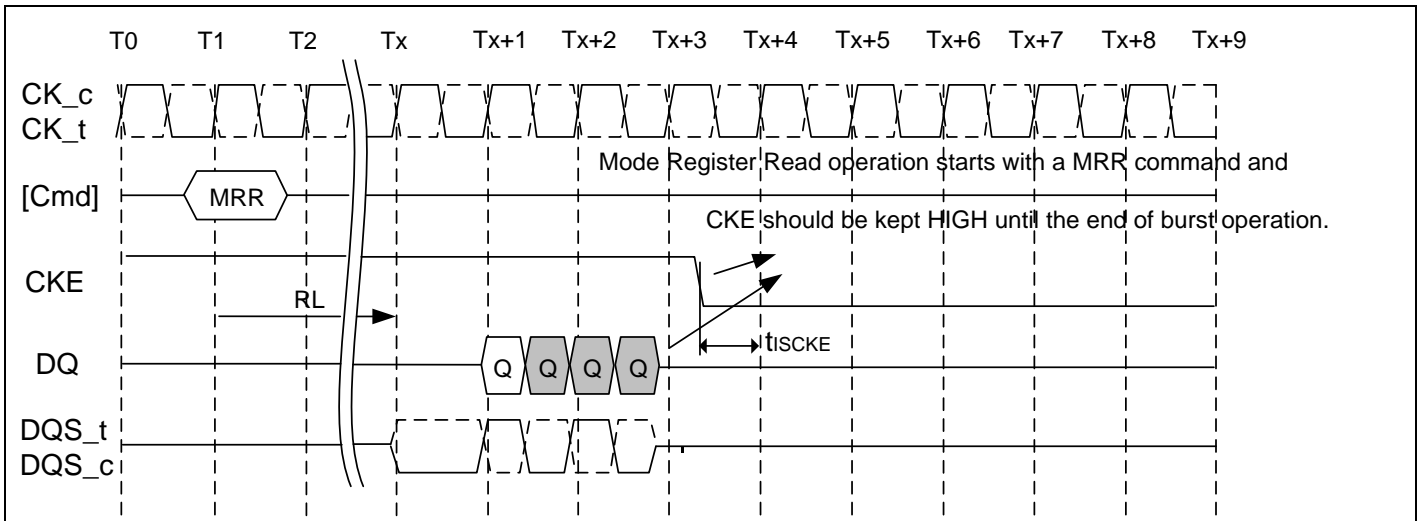 T0 T1 T2 Tx Tx+1 Tx+2 Tx+3 Tx+4 Tx+5 Tx+6 Tx+7 Tx+8 Tx+9
CK_c
CK_t
Mode Register Read operation starts with a MRR command and
[Cmd] MRR
CKE should be kept HIGH until the end of burst operation.
CKE
RL
tISCKE
DQ Q Q Q Q
DQS_t
DQS_c